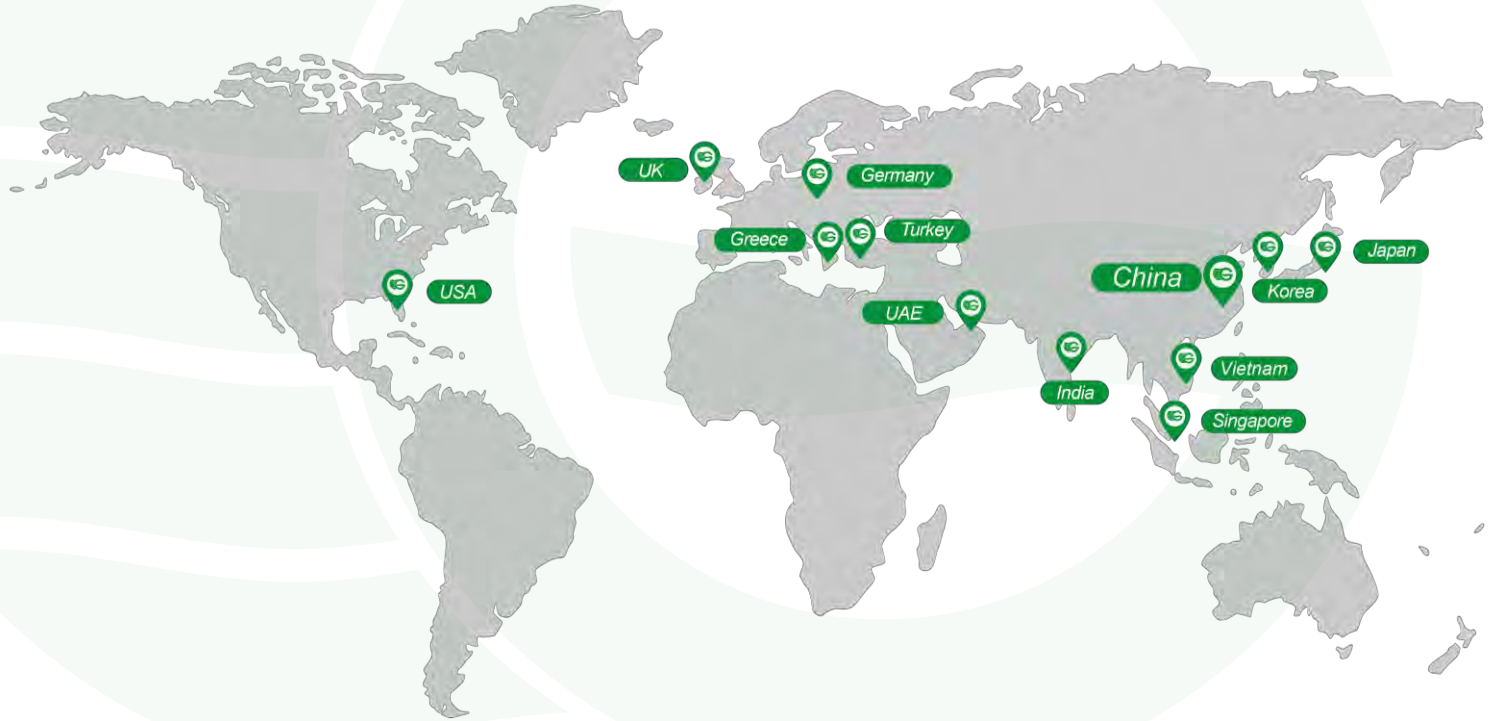 UK
Germany
Greece
Turkey
China
Japan
USA
UAE
Korea
India
Vietnam
Singapore